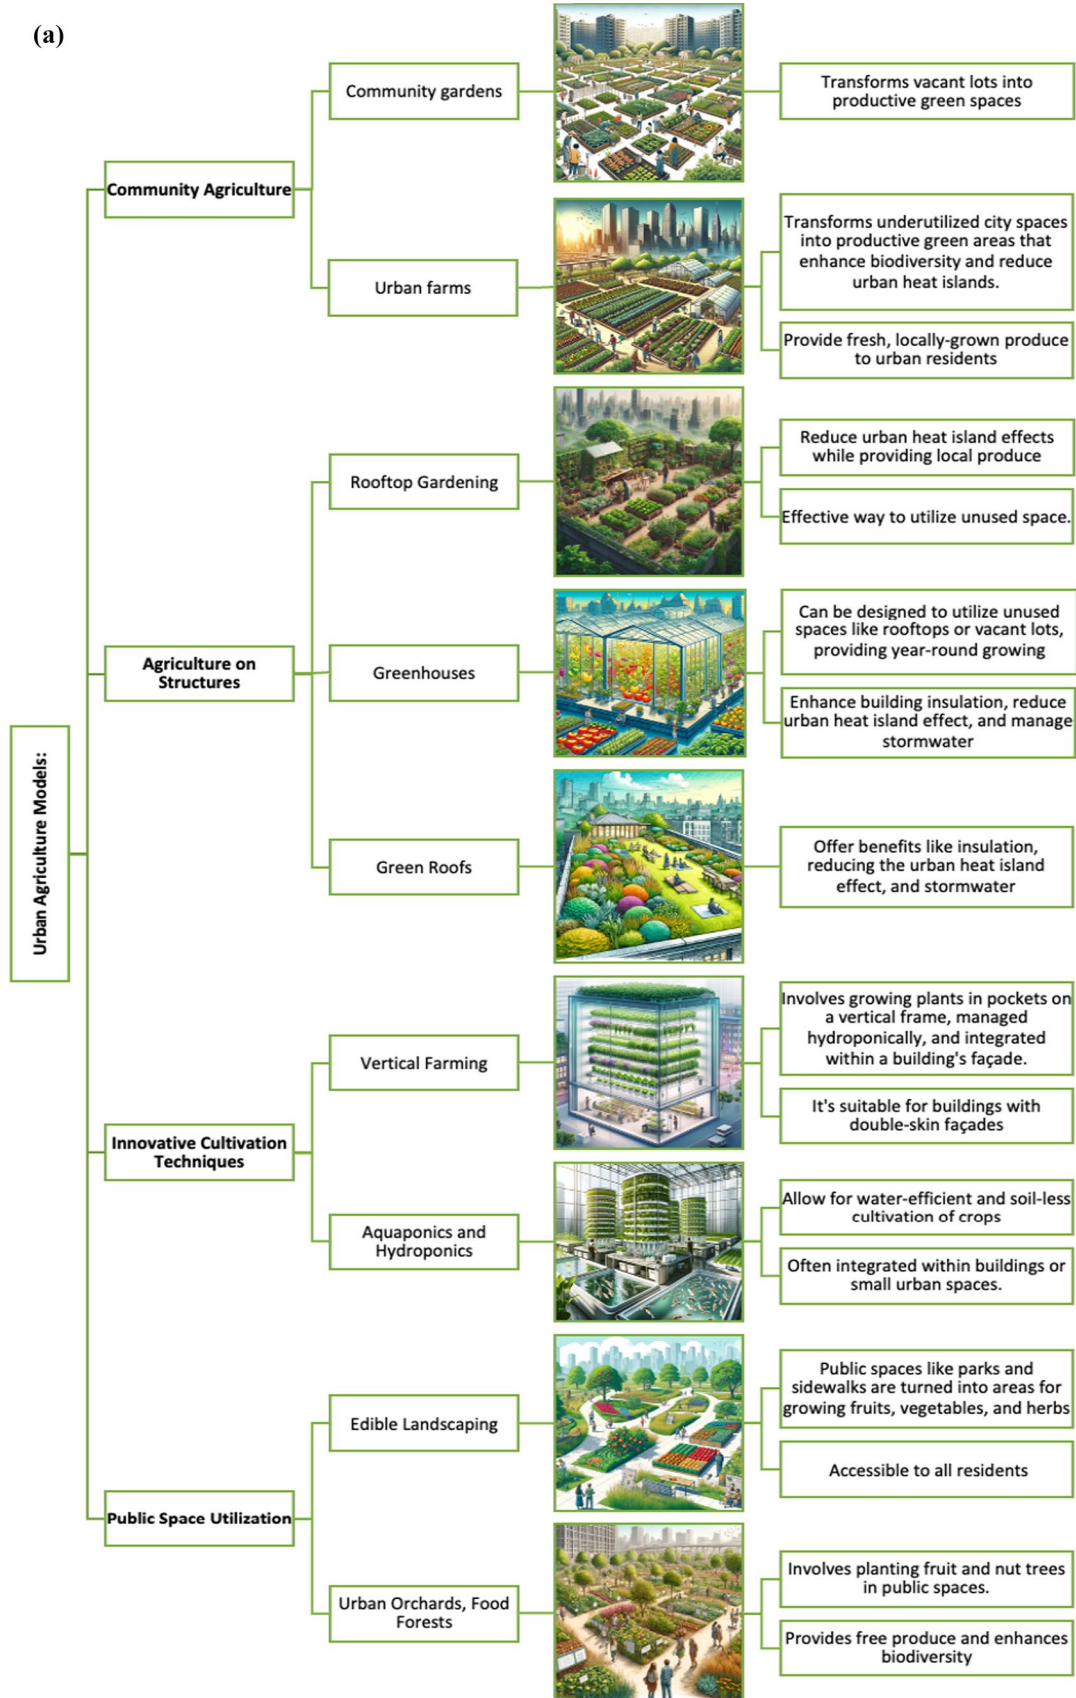 (a)
Urban Agriculture Models:
Community Agriculture
Community gardens
Transforms vacant lots into
productive green spaces
Urban farms
Transforms underutilized city spaces
into productive green areas that
enhance biodiversity and reduce
urban heat islands.
Provide fresh, locally-grown produce
to urban residents
Agriculture on
Structures
Rooftop Gardening
Reduce urban heat island effects
while providing local produce
Effective way to utilize unused space.
Greenhouses
Can be designed to utilize unused
spaces like rooftops or vacant lots,
providing year-round growing
Enhance building insulation, reduce
urban heat island effect, and manage
stormwater
Green Roofs
Offer benefits like insulation,
reducing the urban heat island
effect, and stormwater
Innovative Cultivation
Techniques
Vertical Farming
Involves growing plants in pockets on
a vertical frame, managed
hydroponically, and integrated
within a building's façade.
It's suitable for buildings with
double-skin façades
Aquaponics and
Hydroponics
Allow for water-efficient and soil-less
cultivation of crops
Often integrated within buildings or
small urban spaces.
Public Space Utilization
Edible Landscaping
Public spaces like parks and
sidewalks are turned into areas for
growing fruits, vegetables, and herbs
Accessible to all residents
Urban Orchards, Food
Forests
Involves planting fruit and nut trees
in public spaces.
Provides free produce and enhances
biodiversity